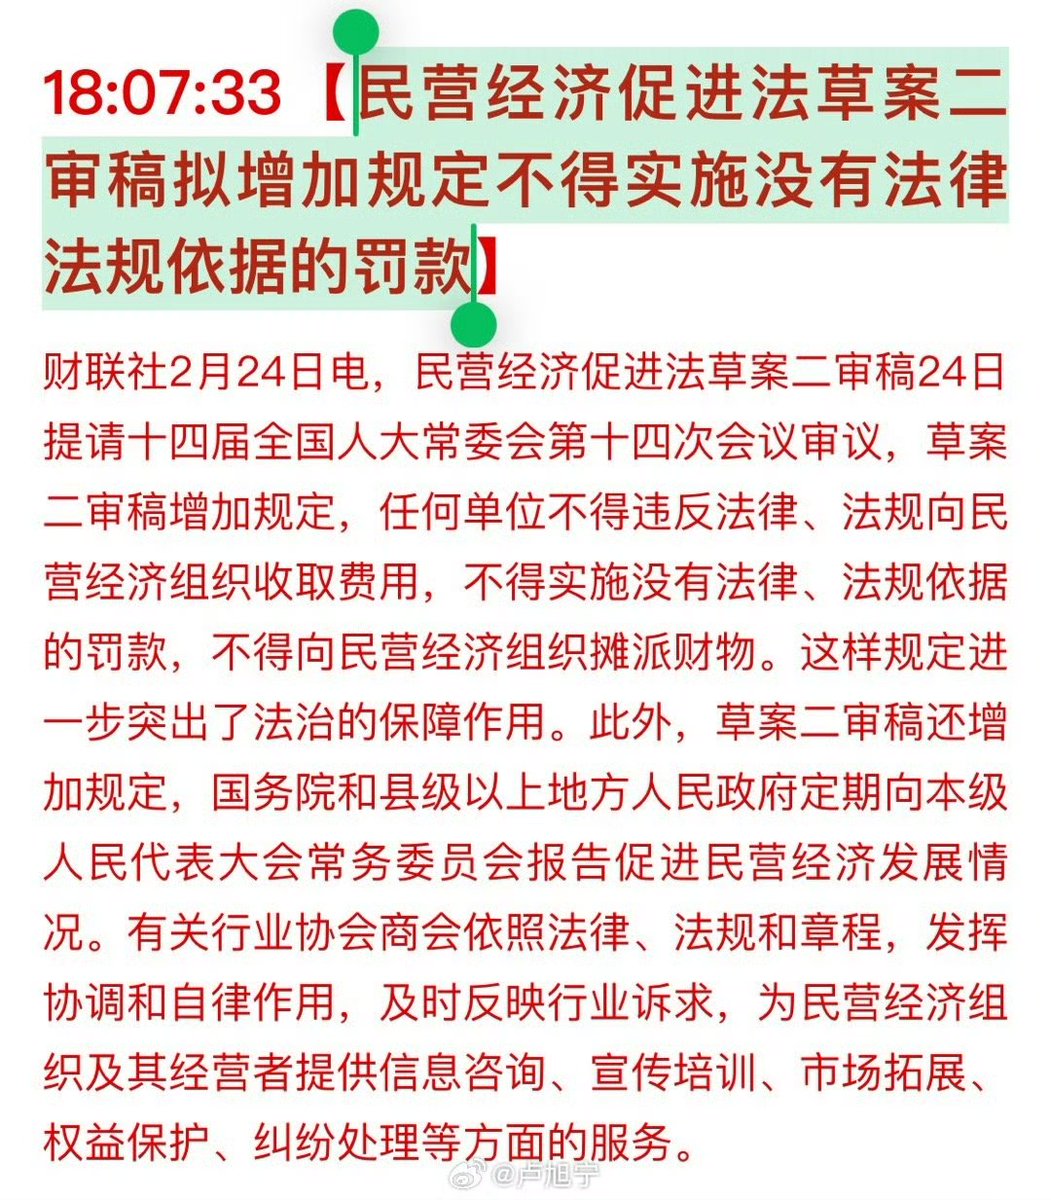 18:07:33【民营经济促进法草案二
审稿拟增加规定不得实施没有法律
法规依据的罚款】
财联社2月24日电，民营经济促进法草案二审稿24日
提请十四届全国人大常委会第十四次会议审议，草案
二审稿增加规定，任何单位不得违反法律、法规向民
营经济组织收取费用，不得实施没有法律、法规依据
的罚款，不得向民营经济组织摊派财物。这样规定进
一步突出了法治的保障作用。此外，草案二审稿还增
加规定，国务院和县级以上地方人民政府定期向本级
人民代表大会常务委员会报告促进民营经济发展情
况。有关行业协会商会依照法律、法规和章程，发挥
协调和自律作用，及时反映行业诉求，为民营经济组
织及其经营者提供信息咨询、宣传培训、市场拓展、
权益保护、纠纷处理等方面的服务。
@卢旭宁